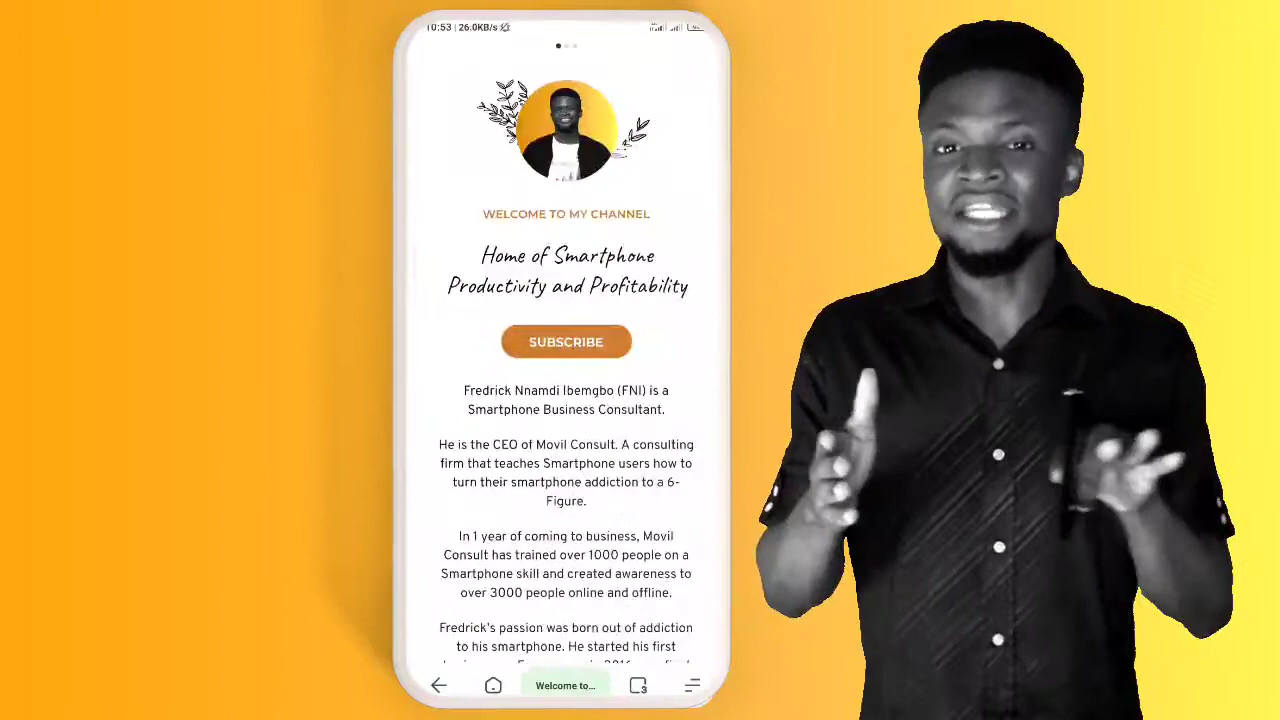 10:53 | 26.0KB/s
WELCOME TO MY CHANNEL
Home of Smartphone
Productivity and Profitability
SUBSCRIBE
Fredrick Nnamdi Ibemgbo (FNI) is a
Smartphone Business Consultant.
He is the CEO of Movil Consult. A consulting
firm that teaches Smartphone users how to
turn their smartphone addiction to a 6-
Figure.
In 1 year of coming to business, Movil
Consult has trained over 1000 people on a
Smartphone skill and created awareness to
over 3000 people online and offline.
Fredrick's passion was born out of addiction
to his smartphone. He started his first
Welcome to...
3